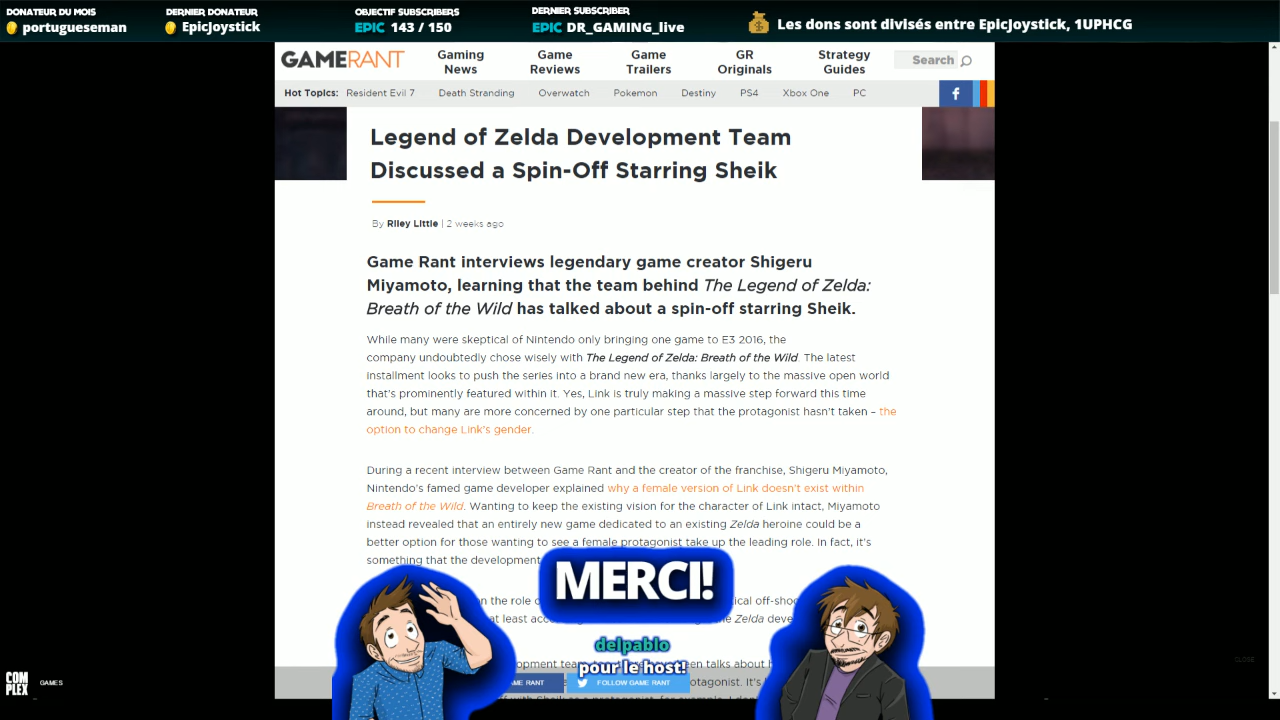 DONATEUR DU MOIS
portugueseman
DERNIER DONATEUR
EpicJoystick
OBJECTIF SUBSCRIBERS
EPIC 143 / 150
DERNIER SUBSCRIBER
EPIC DR_GAMING_live
Les dons sont divisés entre EpicJoystick, 1UPHCG
GAMERANT
Gaming News
Game Reviews
Game Trailers
GR Originals
Strategy Guides
Search
Hot Topics: Resident Evil 7 Death Stranding Overwatch Pokemon Destiny PS4 Xbox One PC
Legend of Zelda Development Team
Discussed a Spin-Off Starring Sheik
By Riley Little | 2 weeks ago
Game Rant interviews legendary game creator Shigeru
Miyamoto, learning that the team behind The Legend of Zelda:
Breath of the Wild has talked about a spin-off starring Sheik.
While many were skeptical of Nintendo only bringing one game to E3 2016, the
company undoubtedly chose wisely with The Legend of Zelda: Breath of the Wild. The latest
installment looks to push the series into a brand new era, thanks largely to the massive open world
that's prominently featured within it. Yes, Link is truly making a massive step forward this time
around, but many are more concerned by one particular step that the protagonist hasn't taken – the
option to change Link's gender.
During a recent interview between Game Rant and the creator of the franchise, Shigeru Miyamoto,
Nintendo's famed game developer explained why a female version of Link doesn't exist within
Breath of the Wild. Wanting to keep the existing vision for the character of Link intact, Miyamoto
instead revealed that an entirely new game dedicated to an existing Zelda heroine could be a
better option for those wanting to see a female protagonist take up the leading role. In fact, it's
something that the development
MERCI!
on the role
at least
the Zelda
delpablo
pour le host!
talks about
GAME RANT
FOLLOW GAME RANT
COMPLEX
GAMES
CLOSE